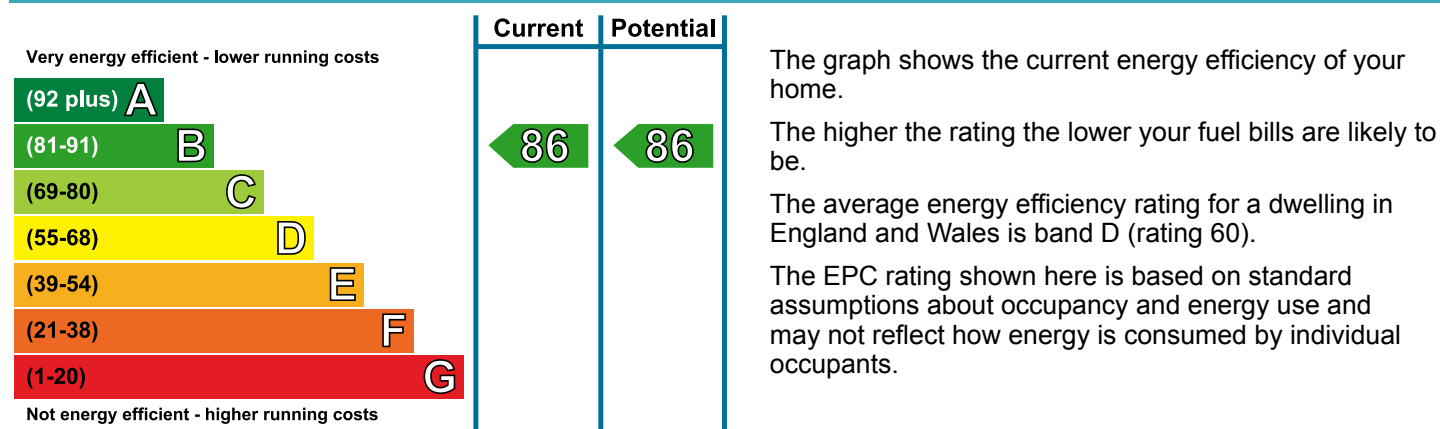 Current Potential
Very energy efficient - lower running costs
(92 plus) A
(81-91) B
86 86
(69-80) C
(55-68) D
(39-54) E
(21-38) F
(1-20) G
Not energy efficient - higher running costs
The graph shows the current energy efficiency of your
home.
The higher the rating the lower your fuel bills are likely to
be.
The average energy efficiency rating for a dwelling in
England and Wales is band D (rating 60).
The EPC rating shown here is based on standard
assumptions about occupancy and energy use and
may not reflect how energy is consumed by individual
occupants.